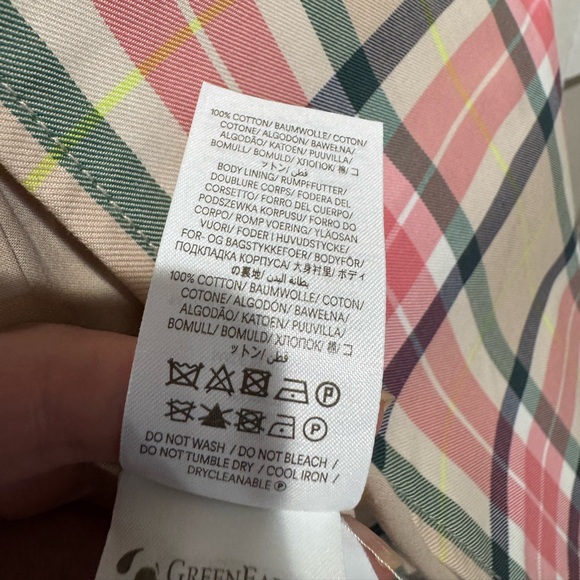 100% COTTON/ BAUMWOLLE/ COTON/
COTONE/ ALGODÓN/ BAWEŁNA/
ALGODÃO/ KATOEN/ PUUVILLA/
BOMULL/ BOMULD/ ХЛОПОК/ 棉/ コ
ットン/ قطن
BODY LINING/ RUMPFFUTTER/
DOUBLURE CORPS/ FODERA DEL
CORSETTO/ FORRO DEL CUERPO/
PODSZEWKA KORPUSU/ FORRO DO
CORPO/ ROMP VOERING/ YLÄOSAN
VUORI/ FODER I HUVUDSTYCKE/
FOR- OG BAGSTYKKEFOER/ BODYFÔR/
ПОДКЛАДКА КОРПУСА/ 大身衬里/ ボディ
の裏地/ بطانة البدن
100% COTTON/ BAUMWOLLE/ COTON/
COTONE/ ALGODÓN/ BAWEŁNA/
ALGODÃO/ KATOEN/ PUUVILLA/
BOMULL/ BOMULD/ ХЛОПОК/ 棉/ コ
ットン/ قطن
P
P
DO NOT WASH / DO NOT BLEACH /
DO NOT TUMBLE DRY / COOL IRON /
DRYCLEANABLE Ⓟ